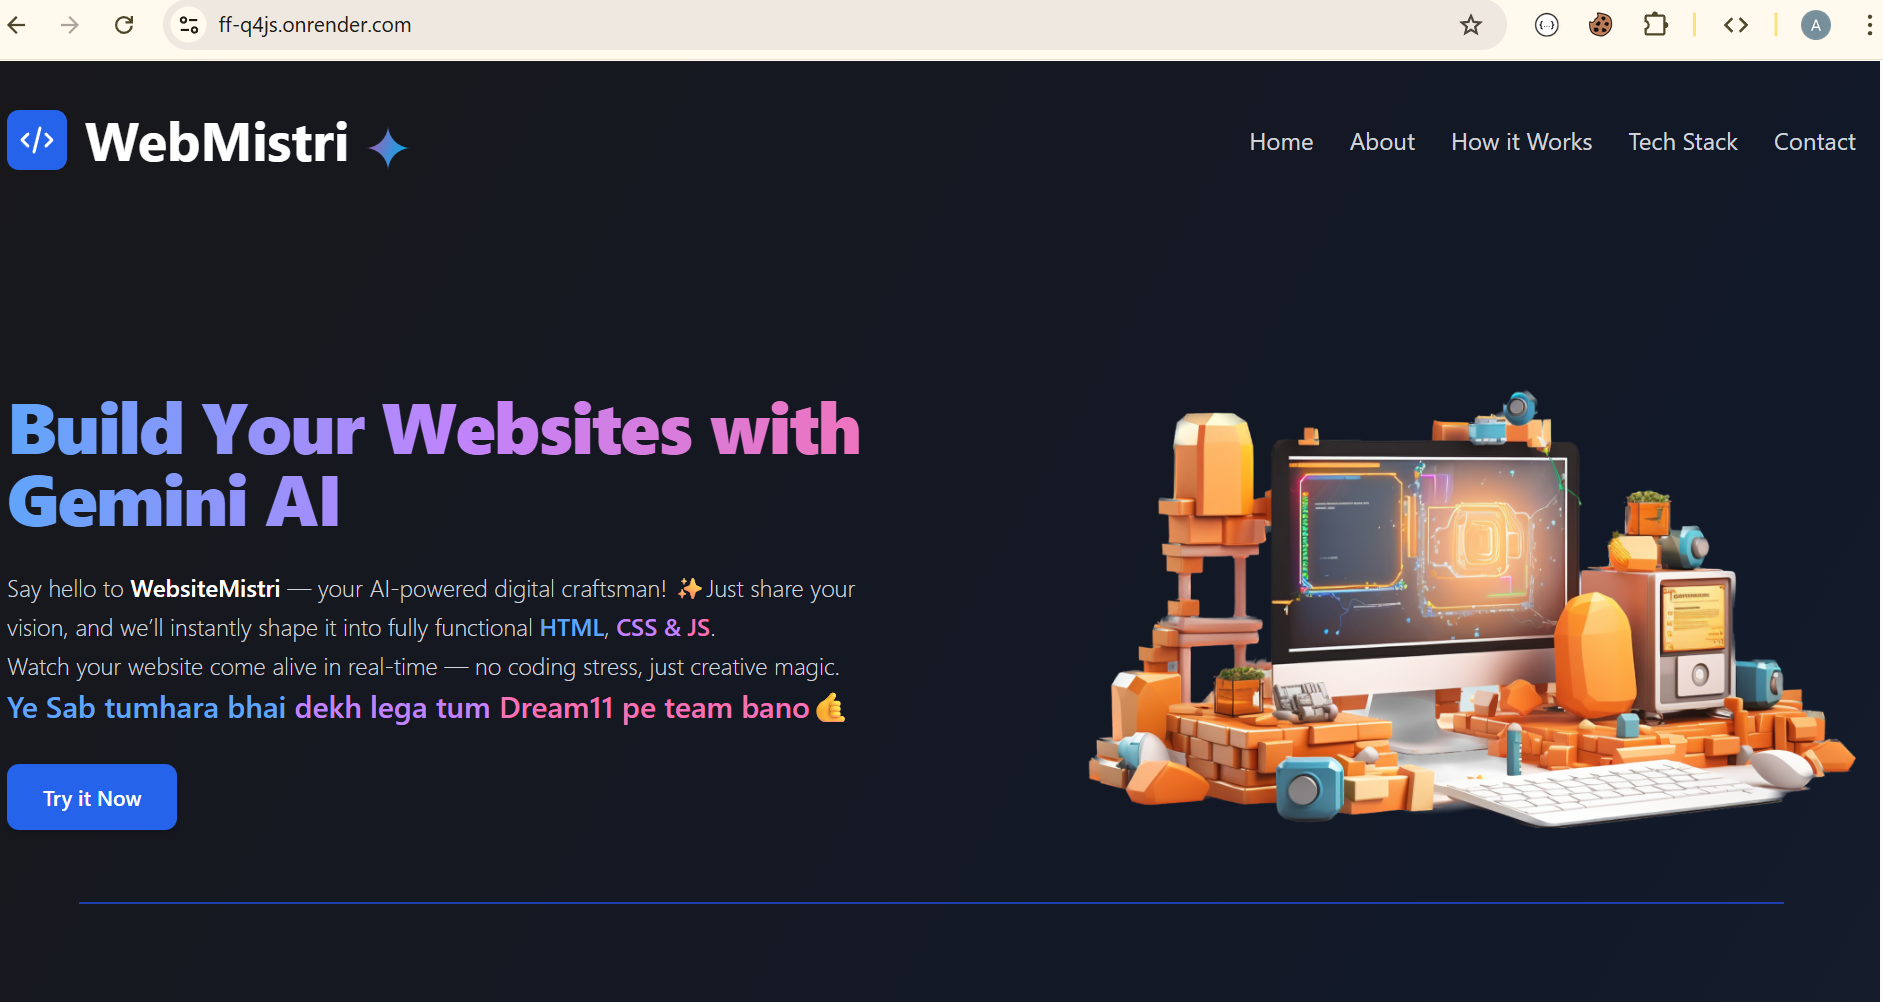 ff-q4js.onrender.com
A
</> WebMistri
Home About How it Works Tech Stack Contact
Build Your Websites with
Gemini AI
Say hello to WebsiteMistri — your AI-powered digital craftsman! ✨Just share your
vision, and we’ll instantly shape it into fully functional HTML, CSS & JS.
Watch your website come alive in real-time — no coding stress, just creative magic.
Ye Sab tumhara bhai dekh lega tum Dream11 pe team bano👍
Try it Now